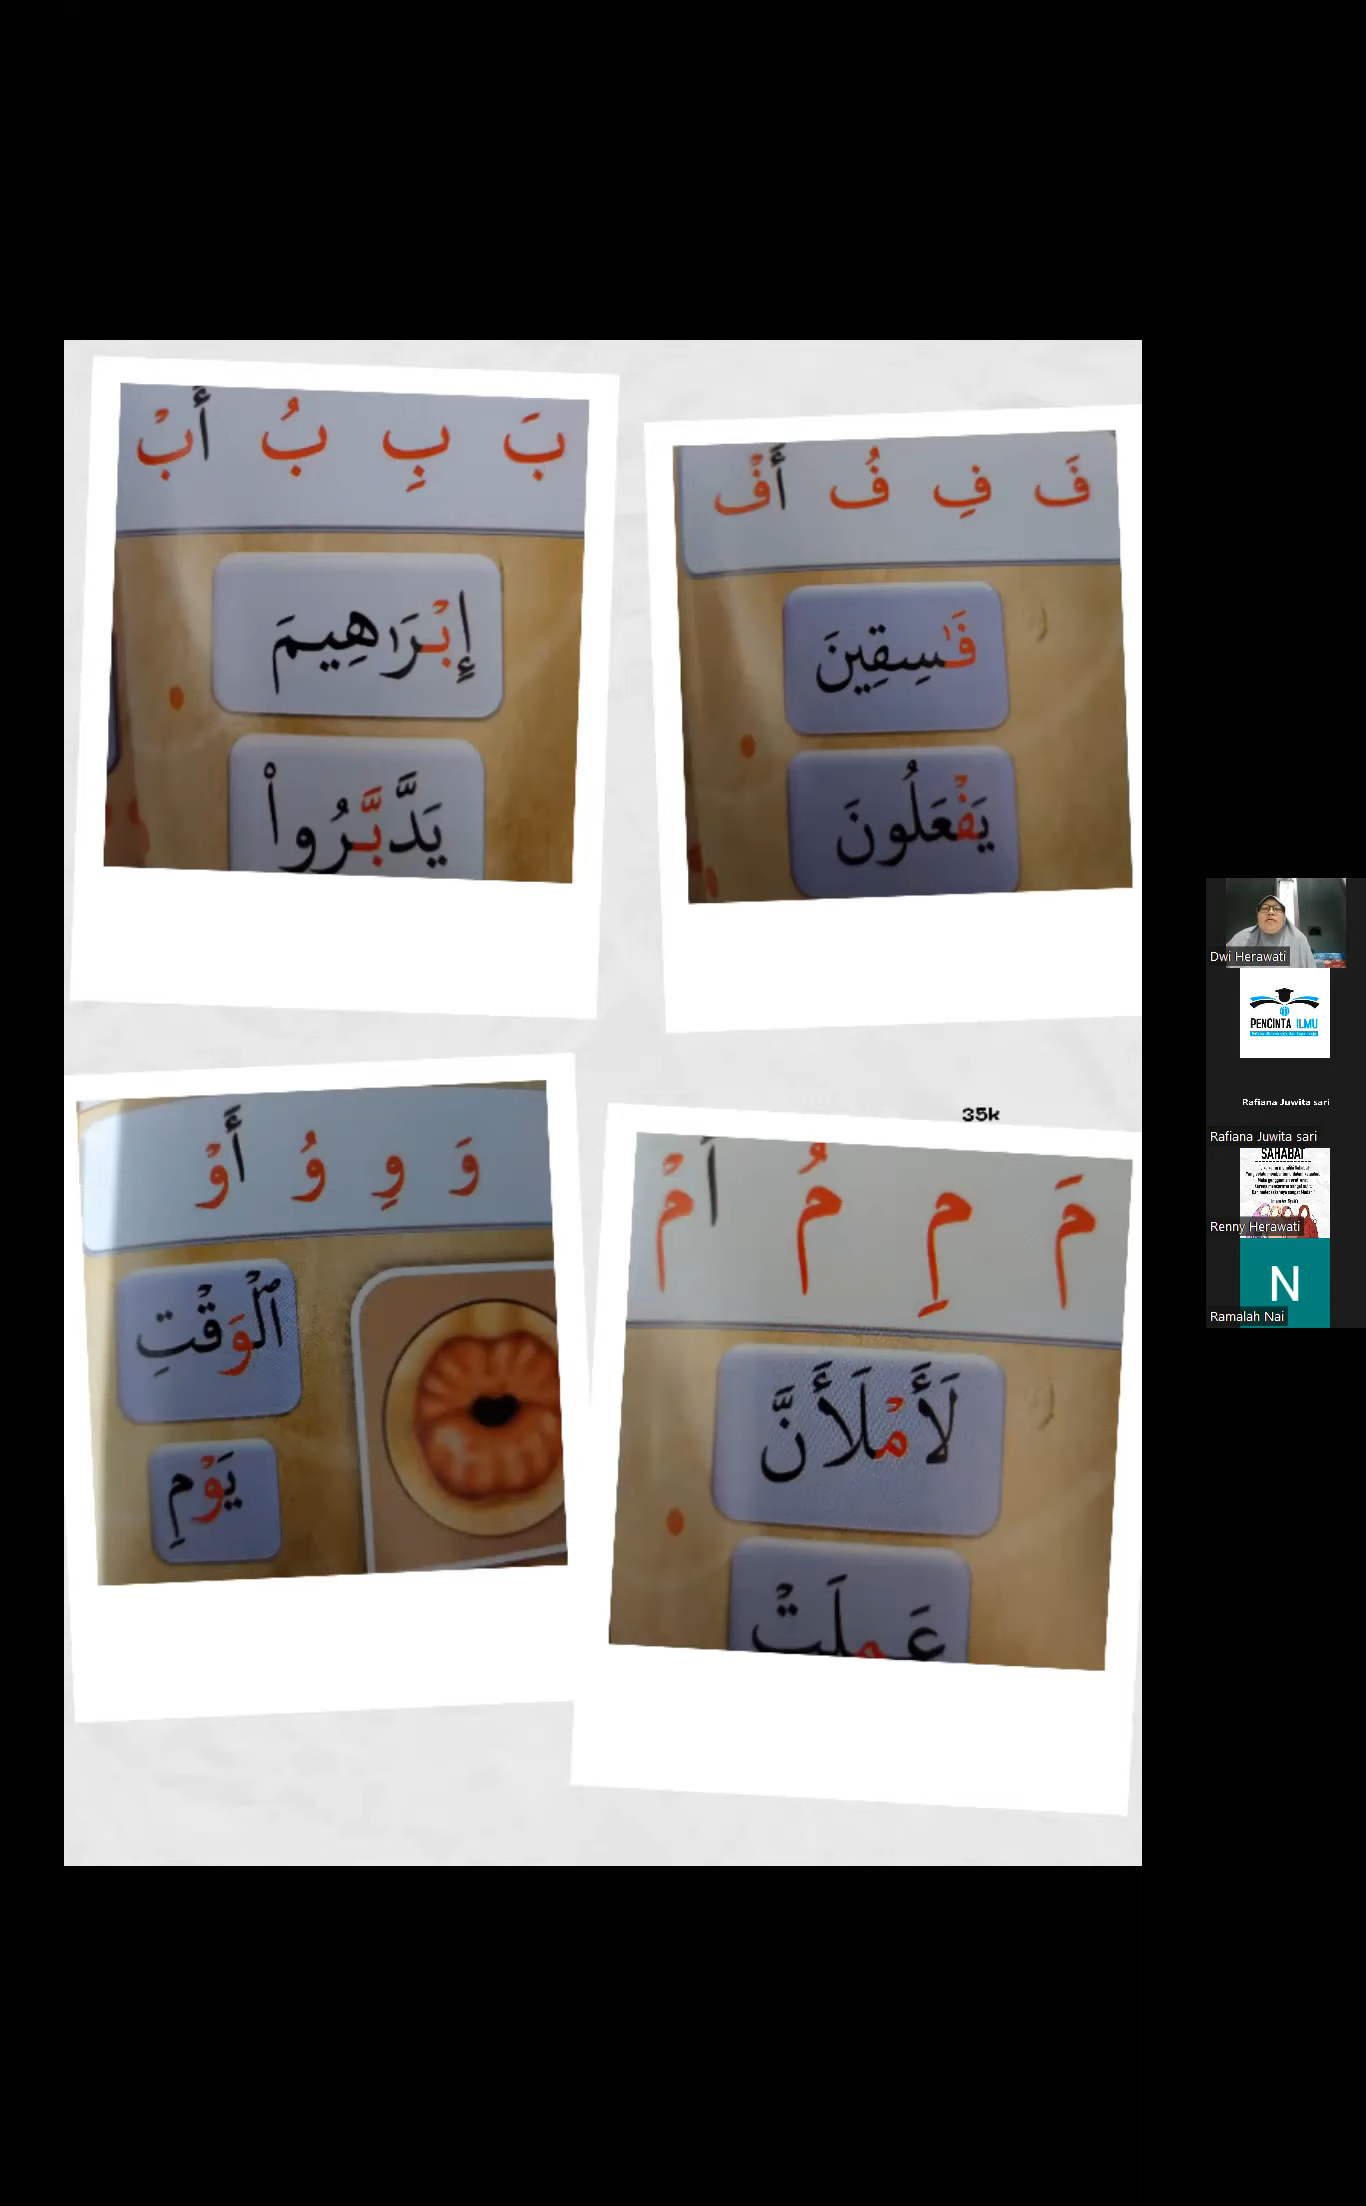 بَ بِ بُ أَبْ
إِبْرَاهِيمَ
يَدَّبَّرُوا۟
فَ فِ فُ أَفْ
فَٰسِقِينَ
يَفْعَلُونَ
وَ وِ وُ أَوْ
ٱلْوَقْتِ
يَوْمِ
35k
مَ مِ مُ أَمْ
لَأَمْلَأَنَّ
عَمِلَتْ
Dwi Herawati
PENCINTA ILMU
Rafiana Juwita sari
Rafiana Juwita sari
SAHABAT
Renny Herawati
N
Ramalah Nai